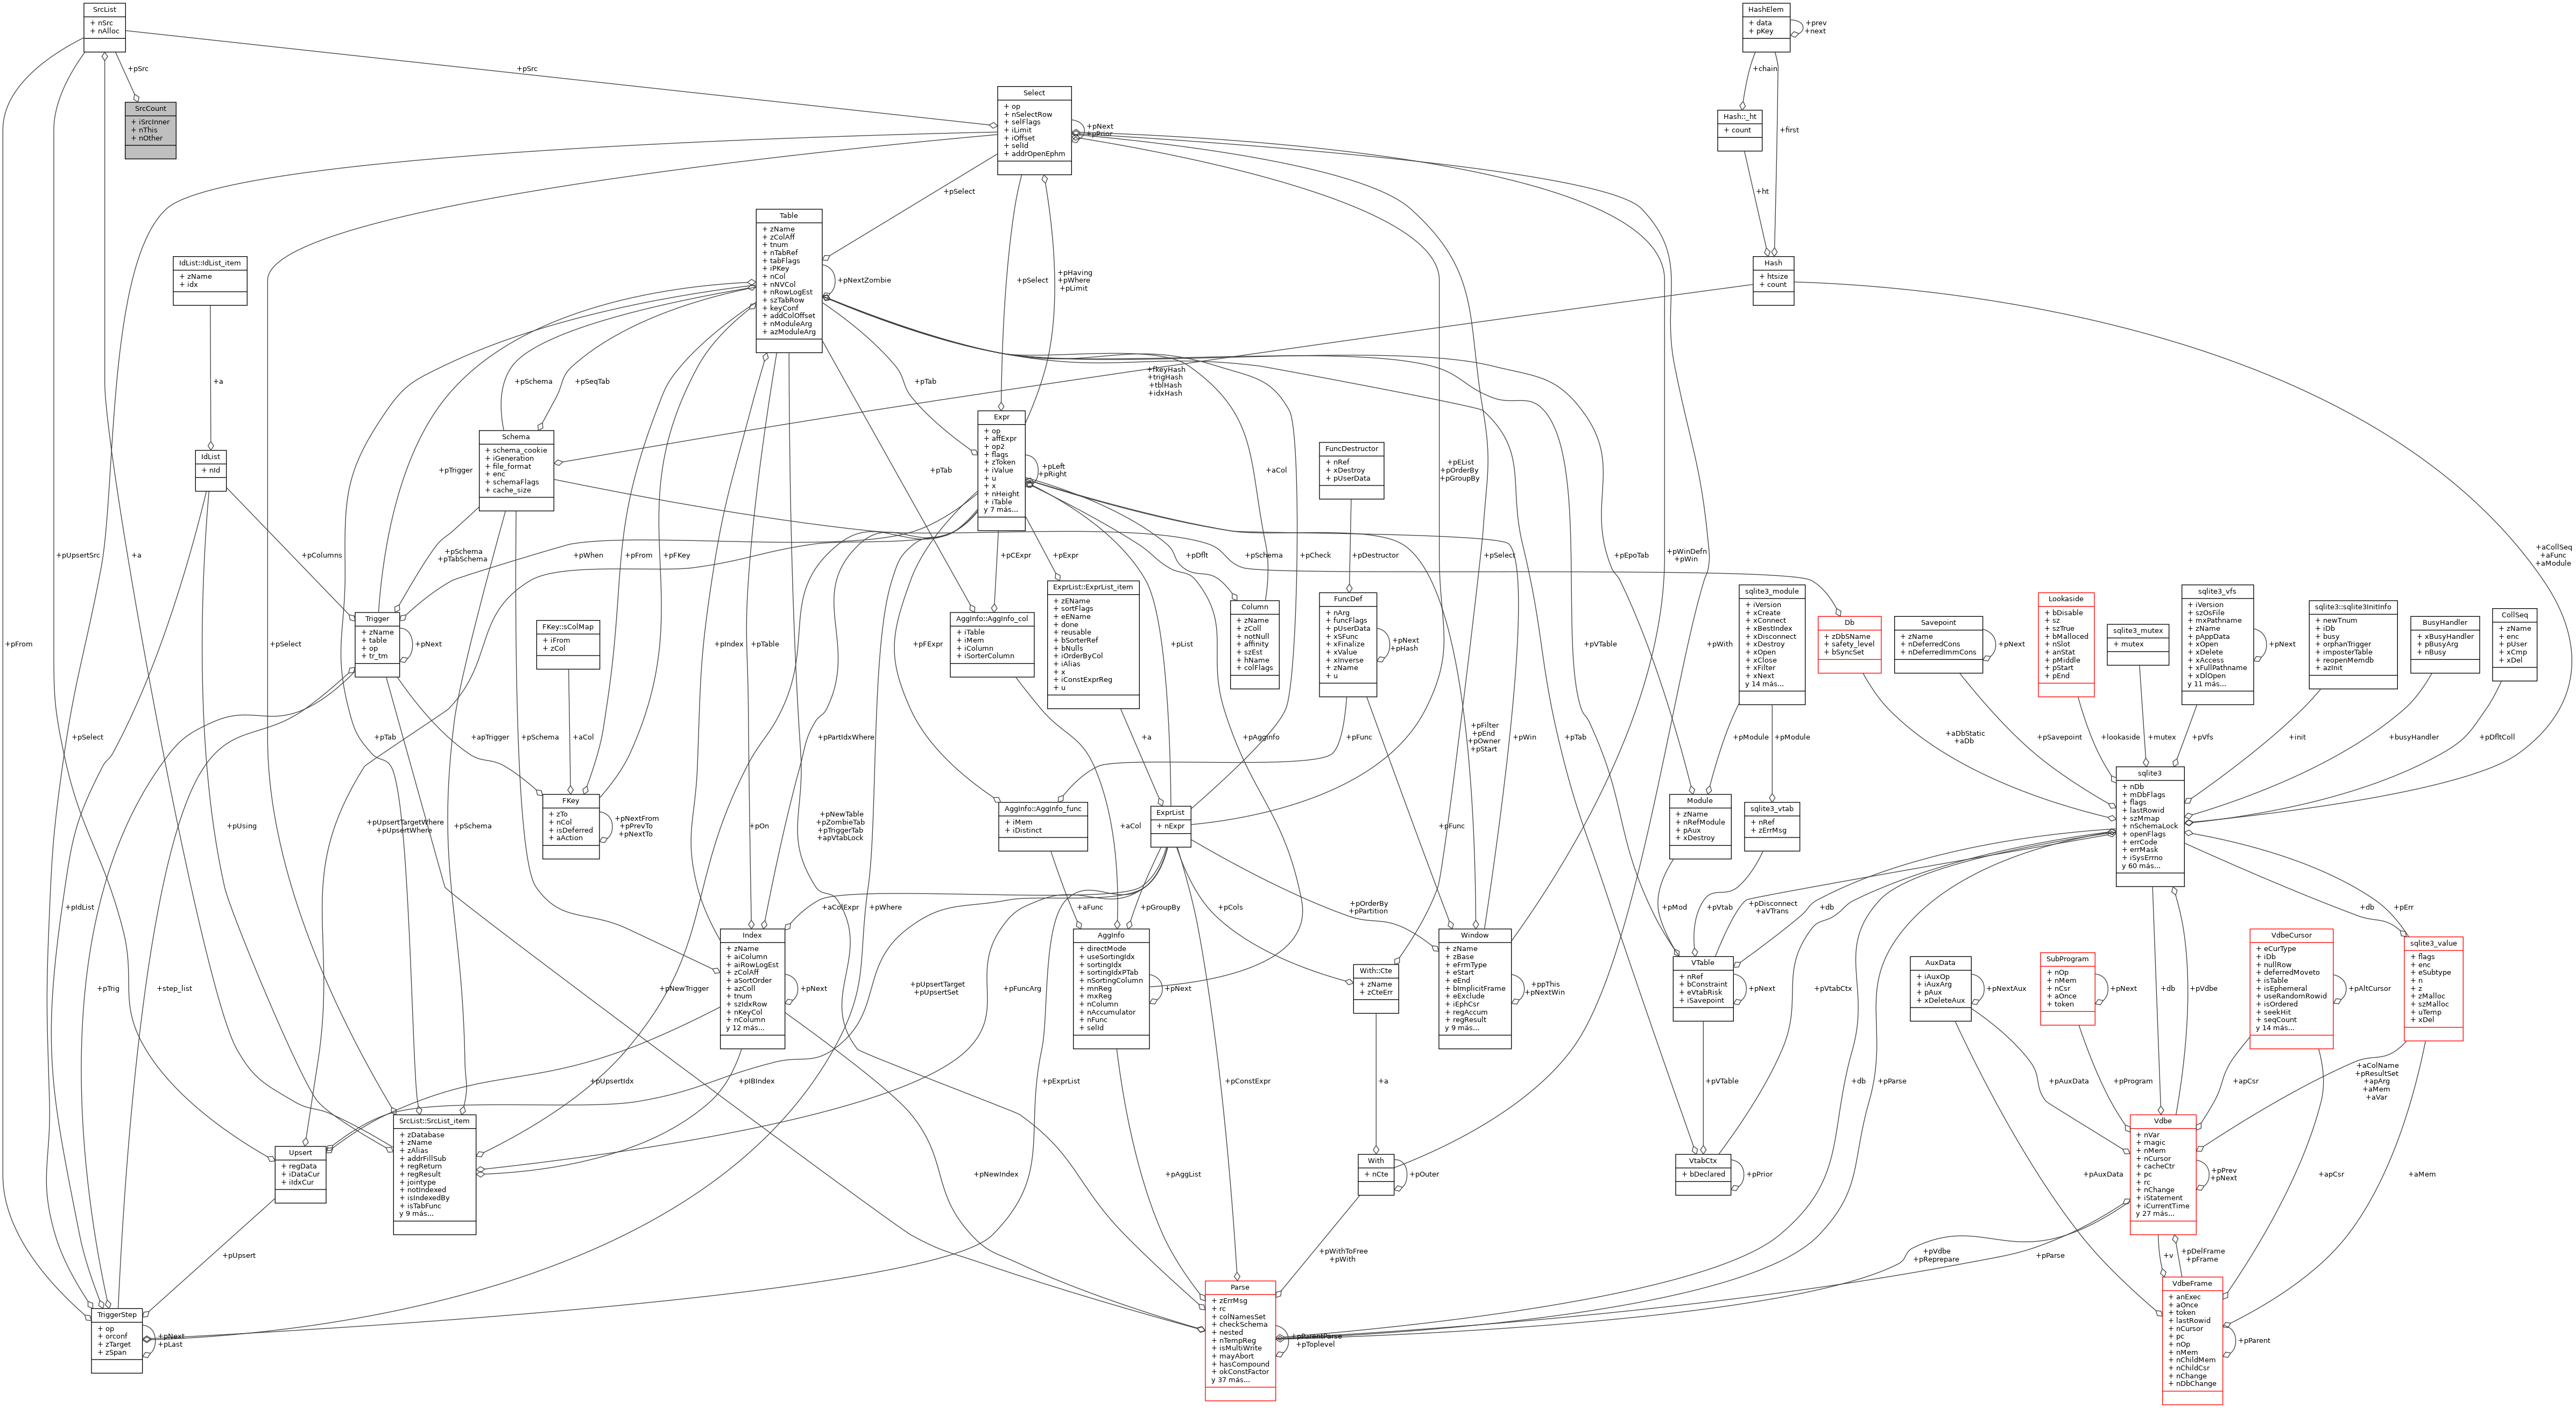 SrcList
+ nSrc
+ nAlloc
HashElem
+ data
+ pKey
+prev
+next
+pSrc
+pSrc
+chain
SrcCount
+ iSrcInner
+ nThis
+ nOther
Select
+ op
+ nSelectRow
+ selFlags
+ iLimit
+ iOffset
+ selId
+ addrOpenEphm
+pNext
+pPrior
Hash::_ht
+ count
+first
+ht
+pSelect
Table
+ zName
+ zColAff
+ tnum
+ nTabRef
+ tabFlags
+ iPKey
+ nCol
+ nNVCol
+ nRowLogEst
+ szTabRow
+ keyConf
+ addColOffset
+ nModuleArg
+ azModuleArg
+pNextZombie
+pSelect
+pHaving
+pWhere
+pLimit
IdList::IdList_item
+ zName
+ idx
Hash
+ htsize
+ count
+a
+pSchema
+pSeqTab
+pTab
+fkeyHash
+trigHash
+tblHash
+idxHash
Schema
+ schema_cookie
+ iGeneration
+ file_format
+ enc
+ schemaFlags
+ cache_size
Expr
+ op
+ affExpr
+ op2
+ flags
+ zToken
+ iValue
+ u
+ x
+ nHeight
+ iTable
y 7 más...
+pLeft
+pRight
IdList
+ nId
+pTrigger
+pTab
+aCol
+pEList
+pOrderBy
+pGroupBy
FuncDestructor
+ nRef
+ xDestroy
+ pUserData
+pUpsertSrc
+a
+pColumns
+pSchema
+pTabSchema
+pWhen
+pFrom
+pFKey
+pCExpr
+pExpr
+pDflt
+pSchema
+pCheck
+pDestructor
+pSelect
+pEpoTab
+pWinDefn
+pWin
+aCollSeq
+aFunc
+aModule
Trigger
+ zName
+ table
+ op
+ tr_tm
+pNext
FKey::sColMap
+ iFrom
+ zCol
AggInfo::AggInfo_col
+ iTable
+ iMem
+ iColumn
+ iSorterColumn
ExprList::ExprList_item
+ zEName
+ sortFlags
+ eEName
+ done
+ reusable
+ bSorterRef
+ bNulls
+ iOrderByCol
+ iAlias
+ x
+ iConstExprReg
+ u
Column
+ zName
+ zColl
+ notNull
+ affinity
+ szEst
+ hName
+ colFlags
FuncDef
+ nArg
+ funcFlags
+ pUserData
+ xSFunc
+ xFinalize
+ xValue
+ xInverse
+ zName
+ u
+pNext
+pHash
sqlite3_module
+ iVersion
+ xCreate
+ xConnect
+ xBestIndex
+ xDisconnect
+ xDestroy
+ xOpen
+ xClose
+ xFilter
+ xNext
y 14 más...
Db
+ zDbSName
+ safety_level
+ bSyncSet
Savepoint
+ zName
+ nDeferredCons
+ nDeferredImmCons
+pNext
Lookaside
+ bDisable
+ sz
+ szTrue
+ bMalloced
+ nSlot
+ anStat
+ pMiddle
+ pStart
+ pEnd
sqlite3_mutex
+ mutex
sqlite3_vfs
+ iVersion
+ szOsFile
+ mxPathname
+ zName
+ pAppData
+ xOpen
+ xDelete
+ xAccess
+ xFullPathname
+ xDlOpen
y 11 más...
+pNext
sqlite3::sqlite3InitInfo
+ newTnum
+ iDb
+ busy
+ orphanTrigger
+ imposterTable
+ reopenMemdb
+ azInit
BusyHandler
+ xBusyHandler
+ pBusyArg
+ nBusy
CollSeq
+ zName
+ enc
+ pUser
+ xCmp
+ xDel
+pFrom
+pSelect
+pIndex
+pTable
+pFExpr
+pList
+pWith
+pVTable
+pSelect
+pTab
+apTrigger
+pSchema
+aCol
+pPartIdxWhere
+a
+pAggInfo
+pFunc
+pFilter
+pEnd
+pOwner
+pStart
+pWin
+pTab
+pModule
+pModule
+aDbStatic
+aDb
+pSavepoint
+lookaside
+mutex
+pVfs
+init
+busyHandler
+pDfltColl
FKey
+ zTo
+ nCol
+ isDeferred
+ aAction
+pNextFrom
+pPrevTo
+pNextTo
+pUsing
+pUpsertTargetWhere
+pUpsertWhere
+pSchema
+pOn
+pNewTable
+pZombieTab
+pTriggerTab
+apVtabLock
AggInfo::AggInfo_func
+ iMem
+ iDistinct
+aCol
ExprList
+ nExpr
+pFunc
Module
+ zName
+ nRefModule
+ pAux
+ xDestroy
sqlite3_vtab
+ nRef
+ zErrMsg
sqlite3
+ nDb
+ mDbFlags
+ flags
+ lastRowid
+ szMmap
+ nSchemaLock
+ openFlags
+ errCode
+ errMask
+ iSysErrno
y 60 más...
+pIdList
+aColExpr
+pWhere
+aFunc
+pGroupBy
+pCols
+pOrderBy
+pPartition
+pMod
+pVtab
+pDisconnect
+aVTrans
+db
+db
+pErr
Index
+ zName
+ aiColumn
+ aiRowLogEst
+ zColAff
+ aSortOrder
+ azColl
+ tnum
+ szIdxRow
+ nKeyCol
+ nColumn
y 12 más...
+pNext
AggInfo
+ directMode
+ useSortingIdx
+ sortingIdx
+ sortingIdxPTab
+ nSortingColumn
+ mnReg
+ mxReg
+ nColumn
+ nAccumulator
+ nFunc
+ selId
+pNext
With::Cte
+ zName
+ zCteErr
Window
+ zName
+ zBase
+ eFrmType
+ eStart
+ eEnd
+ bImplicitFrame
+ eExclude
+ iEphCsr
+ regAccum
+ regResult
y 9 más...
+ppThis
+pNextWin
VTable
+ nRef
+ bConstraint
+ eVtabRisk
+ iSavepoint
+pNext
+pVtabCtx
AuxData
+ iAuxOp
+ iAuxArg
+ pAux
+ xDeleteAux
+pNextAux
SubProgram
+ nOp
+ nMem
+ nCsr
+ aOnce
+ token
+pNext
+db
+pVdbe
VdbeCursor
+ eCurType
+ iDb
+ nullRow
+ deferredMoveto
+ isTable
+ isEphemeral
+ useRandomRowid
+ isOrdered
+ seekHit
+ seqCount
y 14 más...
+pAltCursor
sqlite3_value
+ flags
+ enc
+ eSubtype
+ n
+ z
+ zMalloc
+ szMalloc
+ uTemp
+ xDel
+pTrig
+step_list
+pNewTrigger
+pUpsertTarget
+pUpsertSet
+pFuncArg
+pUpsertIdx
+pIBIndex
+pExprList
+pConstExpr
+a
+pVTable
+db
+pParse
+pAuxData
+pProgram
+apCsr
+aColName
+pResultSet
+apArg
+aMem
+aVar
SrcList::SrcList_item
+ zDatabase
+ zName
+ zAlias
+ addrFillSub
+ regReturn
+ regResult
+ jointype
+ notIndexed
+ isIndexedBy
+ isTabFunc
y 9 más...
Upsert
+ regData
+ iDataCur
+ iIdxCur
+pNewIndex
+pAggList
With
+ nCte
+pOuter
VtabCtx
+ bDeclared
+pPrior
+pAuxData
Vdbe
+ nVar
+ magic
+ nMem
+ nCursor
+ cacheCtr
+ pc
+ rc
+ nChange
+ iStatement
+ iCurrentTime
y 27 más...
+pPrev
+pNext
+apCsr
+aMem
+pUpsert
+pWithToFree
+pWith
+pVdbe
+pReprepare
+pParse
+v
+pDelFrame
+pFrame
TriggerStep
+ op
+ orconf
+ zTarget
+ zSpan
+pNext
+pLast
Parse
+ zErrMsg
+ rc
+ colNamesSet
+ checkSchema
+ nested
+ nTempReg
+ isMultiWrite
+ mayAbort
+ hasCompound
+ okConstFactor
y 37 más...
+pParentParse
+pToplevel
VdbeFrame
+ anExec
+ aOnce
+ token
+ lastRowid
+ nCursor
+ pc
+ nOp
+ nMem
+ nChildMem
+ nChildCsr
+ nChange
+ nDbChange
+pParent